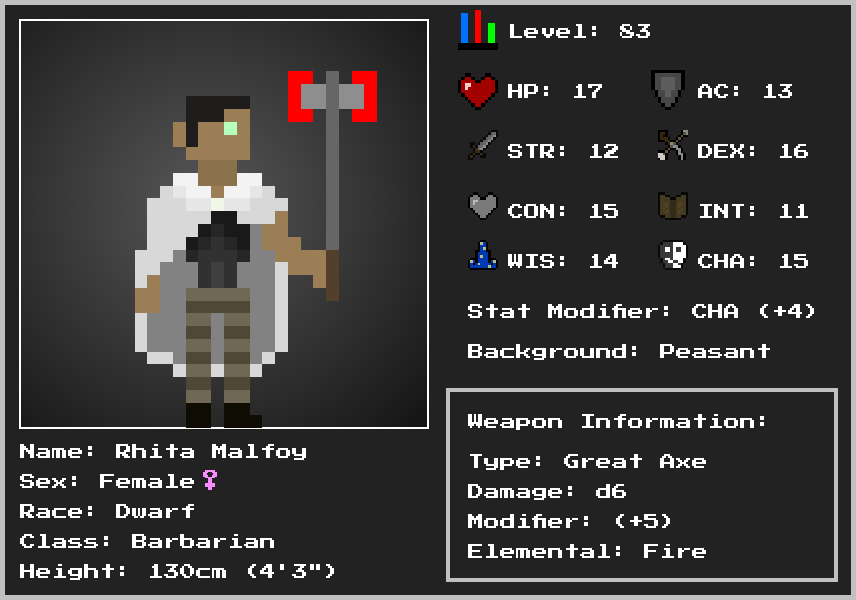 Level: 83
HP: 17 AC: 13
STR: 12 DEX: 16
CON: 15 INT: 11
WIS: 14 CHA: 15
Stat Modifier: CHA (+4)
Background: Peasant
Weapon Information:
Type: Great Axe
Damage: d6
Modifier: (+5)
Elemental: Fire
Name: Rhita Malfoy
Sex: Female♀
Race: Dwarf
Class: Barbarian
Height: 130cm (4'3")